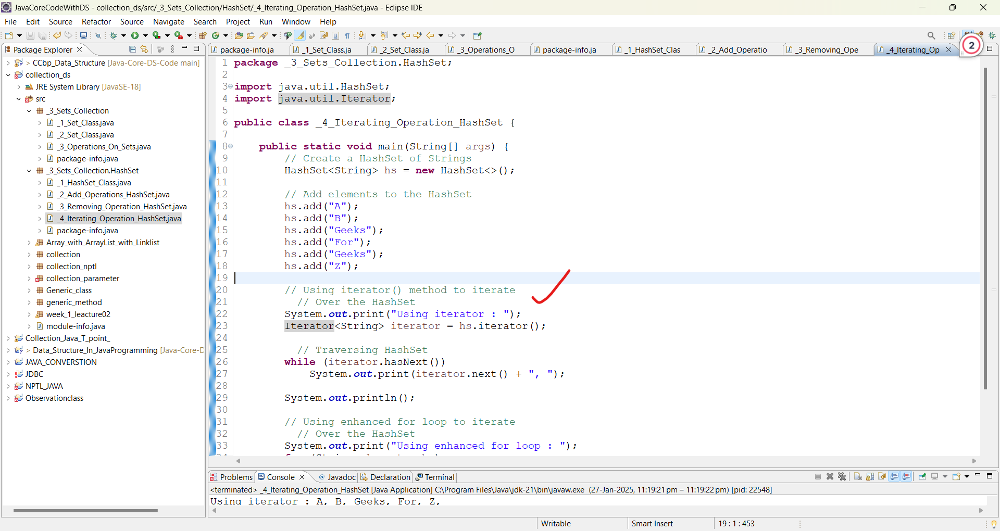 JavaCoreCodeWithDS - collection_ds/src/_3_Sets_Collection/HashSet/_4_Iterating_Operation_HashSet.java - Eclipse IDE
File Edit Source Refactor Source Navigate Search Project Run Window Help
2
Package Explorer
package-info.ja _1_Set_Class.ja _2_Set_Class.ja _3_Operations_O package-info.ja _1_HashSet_Clas _2_Add_Operatio _3_Removing_Ope _4_Iterating_Op
> CCbp_Data_Structure [Java-Core-DS-Code main]
collection_ds
JRE System Library [JavaSE-18]
src
_3_Sets_Collection
_1_Set_Class.java
_2_Set_Class.java
_3_Operations_On_Sets.java
package-info.java
_3_Sets_Collection.HashSet
_1_HashSet_Class.java
_2_Add_Operations_HashSet.java
_3_Removing_Operation_HashSet.java
_4_Iterating_Operation_HashSet.java
package-info.java
Array_with_ArrayList_with_Linklist
collection
collection_nptl
collection_parameter
Generic_class
generic_method
week_1_leacture02
module-info.java
Collection_Java_T_point_
> Data_Structure_In_JavaProgramming [Java-Core-D
JAVA_CONVERSTION
JDBC
NPTL_JAVA
Observationclass
1 package _3_Sets_Collection.HashSet;
2
3 import java.util.HashSet;
4 import java.util.Iterator;
5
6 public class _4_Iterating_Operation_HashSet {
7
8 public static void main(String[] args) {
9 // Create a HashSet of Strings
10 HashSet<String> hs = new HashSet<>();
11
12 // Add elements to the HashSet
13 hs.add("A");
14 hs.add("B");
15 hs.add("Geeks");
16 hs.add("For");
17 hs.add("Geeks");
18 hs.add("Z");
19
20 // Using iterator() method to iterate
21 // Over the HashSet
22 System.out.print("Using iterator : ");
23 Iterator<String> iterator = hs.iterator();
24
25 // Traversing HashSet
26 while (iterator.hasNext())
27 System.out.print(iterator.next() + ", ");
28
29 System.out.println();
30
31 // Using enhanced for loop to iterate
32 // Over the HashSet
33 System.out.print("Using enhanced for loop : ");
Problems Console Javadoc Declaration Terminal
<terminated> _4_Iterating_Operation_HashSet [Java Application] C:\Program Files\Java\jdk-21\bin\javaw.exe (27-Jan-2025, 11:19:21 pm – 11:19:22 pm) [pid: 22548]
Using iterator : A, B, Geeks, For, Z,
Writable Smart Insert 19 : 1 : 453